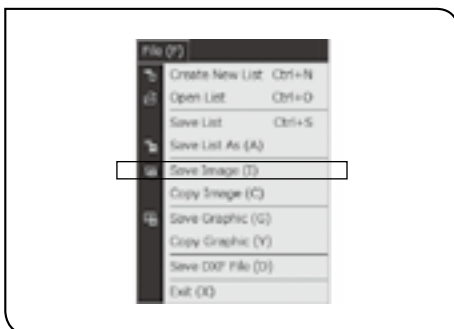 File (F)
Create New List Ctrl+N
Open List Ctrl+O
Save List Ctrl+S
Save List As (A)
Save Image (I)
Copy Image (C)
Save Graphic (G)
Copy Graphic (Y)
Save DXF File (D)
Exit (X)